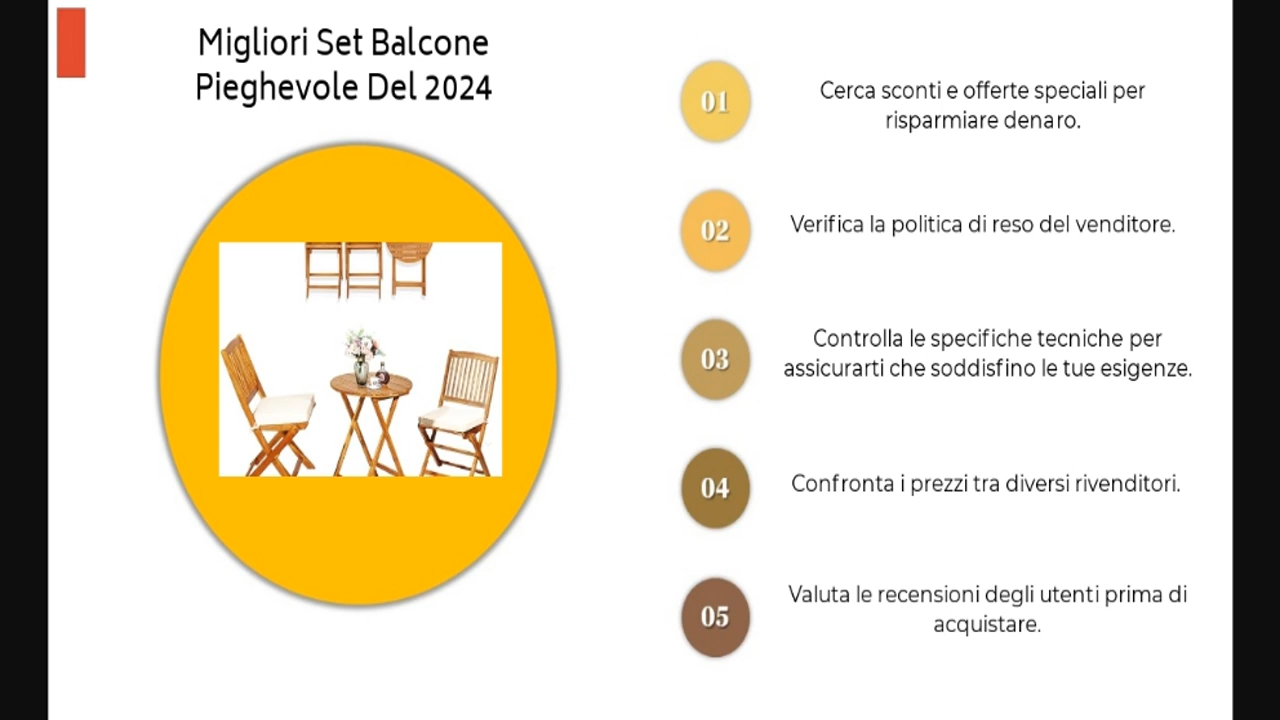 Migliori Set Balcone
Pieghevole Del 2024
01
Cerca sconti e offerte speciali per
risparmiare denaro.
02
Verifica la politica di reso del venditore.
03
Controlla le specifiche tecniche per
assicurarti che soddisfino le tue esigenze.
04
Confronta i prezzi tra diversi rivenditori.
05
Valuta le recensioni degli utenti prima di
acquistare.